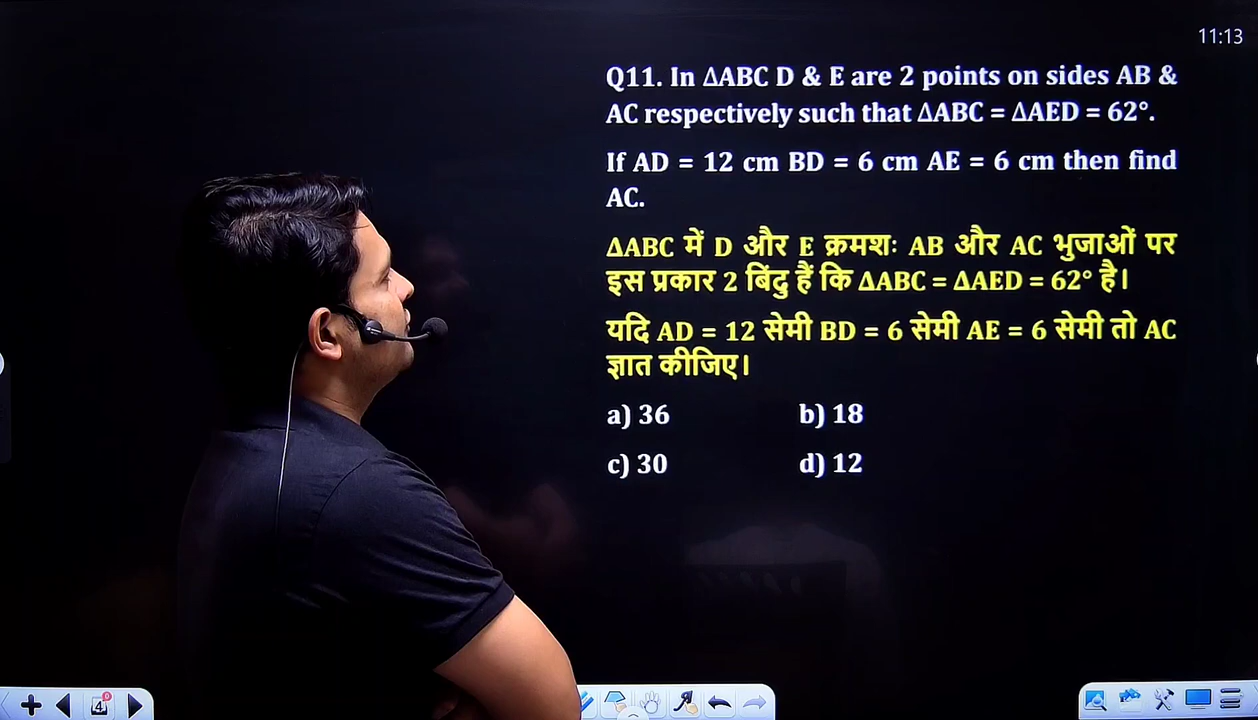 11:13
Q11. In ΔABC D & E are 2 points on sides AB &
AC respectively such that ΔABC = ΔAED = 62°.
If AD = 12 cm BD = 6 cm AE = 6 cm then find
AC.
ΔABC में D और E क्रमशः AB और AC भुजाओं पर
इस प्रकार 2 बिंदु हैं कि ΔABC = ΔAED = 62° है।
यदि AD = 12 सेमी BD = 6 सेमी AE = 6 सेमी तो AC
ज्ञात कीजिए।
a) 36 b) 18
c) 30 d) 12
4 0